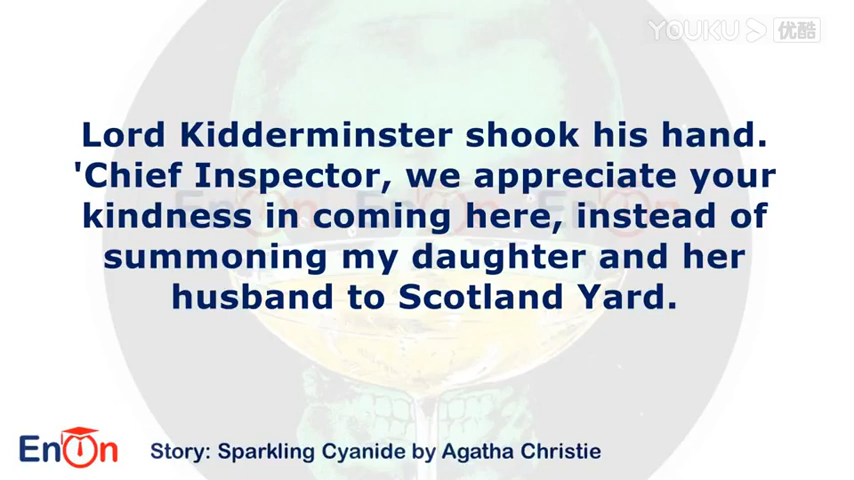 YOUKU 优酷
Lord Kidderminster shook his hand.
'Chief Inspector, we appreciate your
kindness in coming here, instead of
summoning my daughter and her
husband to Scotland Yard.
EnOn
Story: Sparkling Cyanide by Agatha Christie